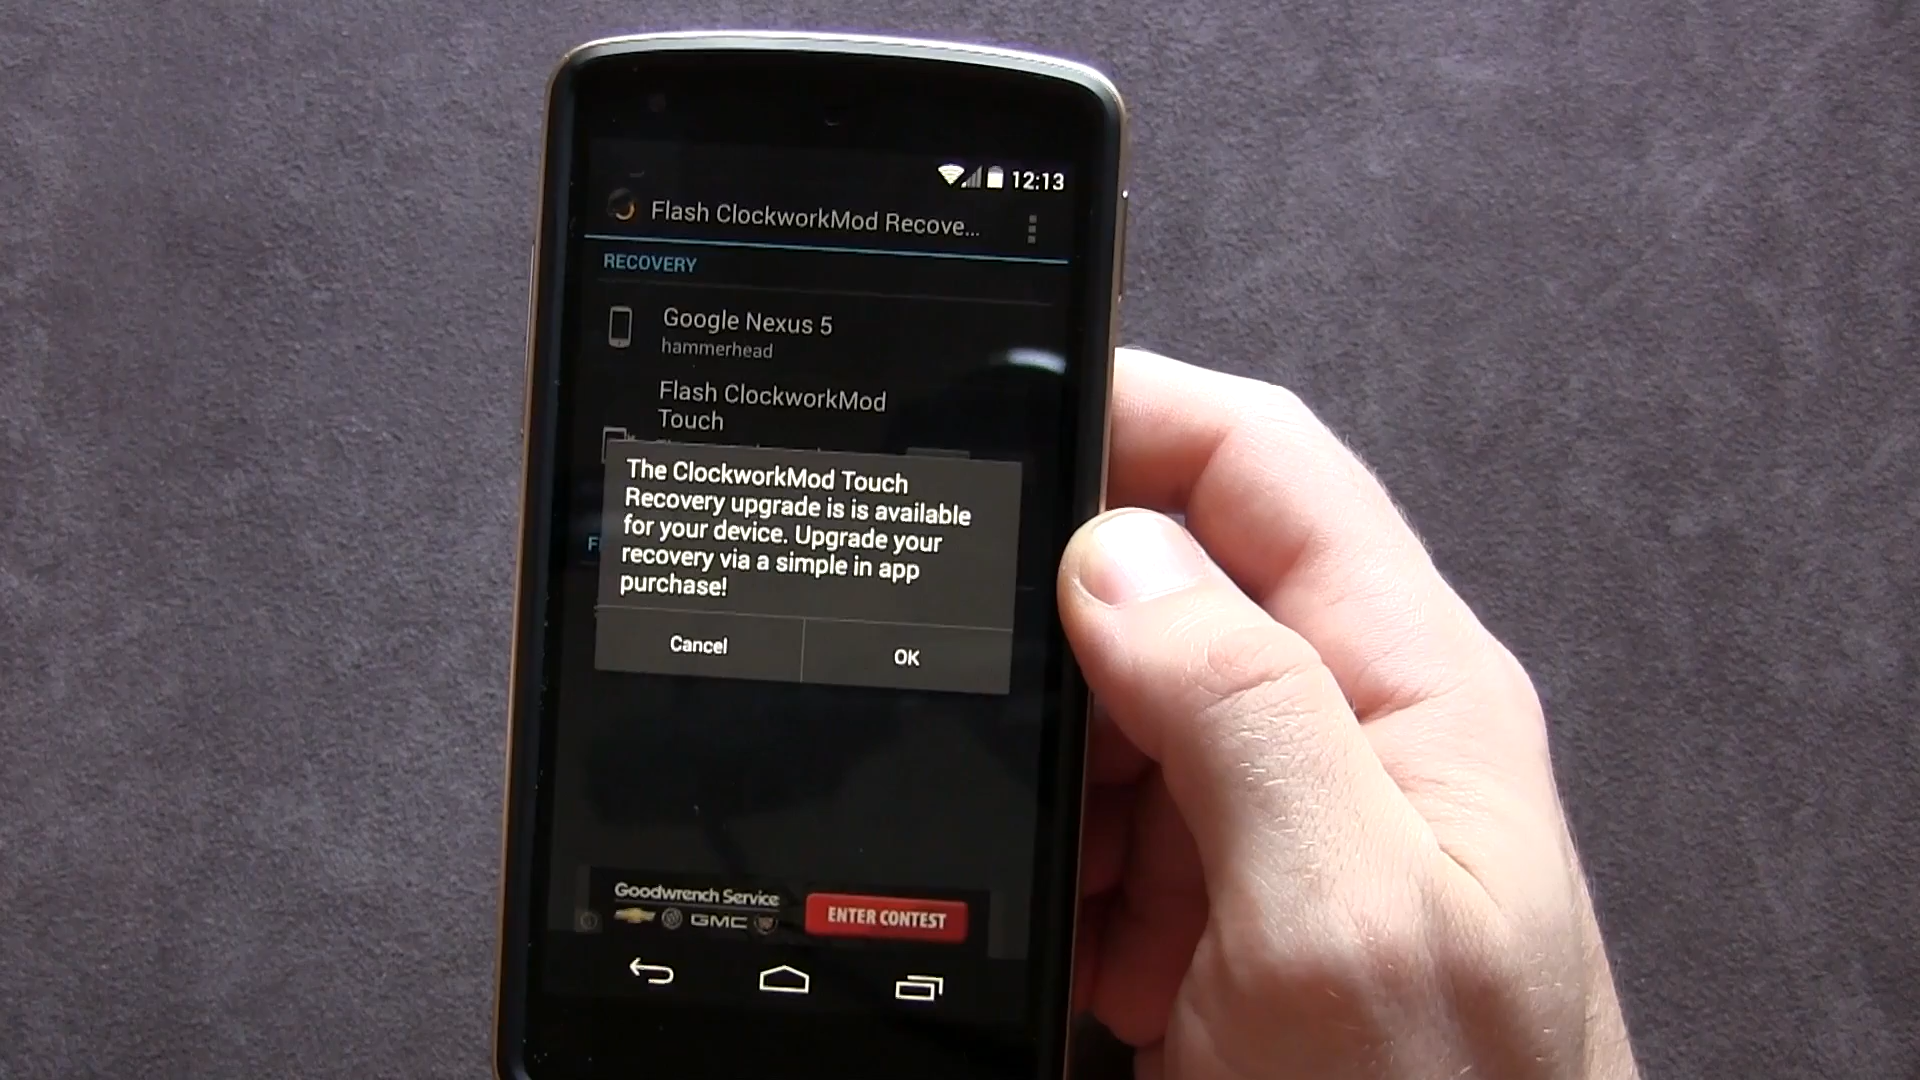 12:13
Flash ClockworkMod Recove...
RECOVERY
Google Nexus 5
hammerhead
Flash ClockworkMod
Touch
The ClockworkMod Touch
Recovery upgrade is is available
for your device. Upgrade your
recovery via a simple in app
purchase!
Cancel
OK
Goodwrench Service
GMC
ENTER CONTEST